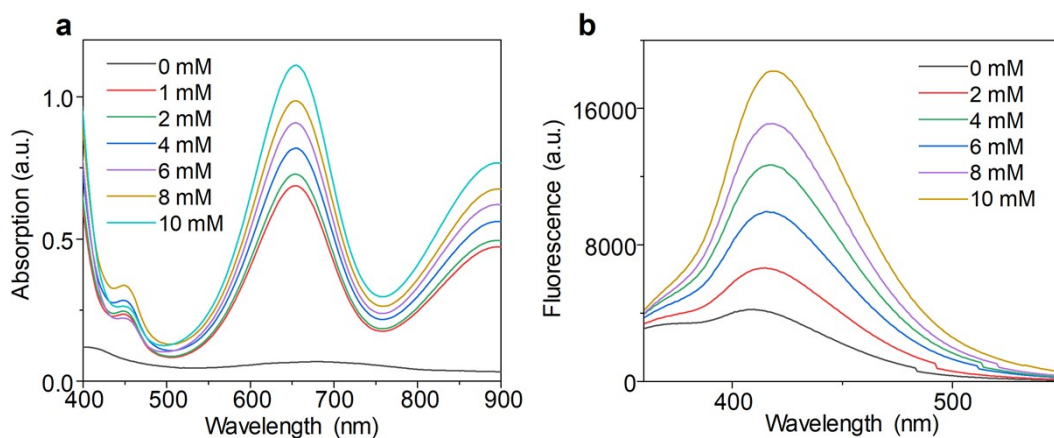 a
Absorption (a.u.)
1.0
0.5
0.0
0 mM
1 mM
2 mM
4 mM
6 mM
8 mM
10 mM
400 500 600 700 800 900
Wavelength (nm)
b
Fluorescence (a.u.)
16000
8000
0
0 mM
2 mM
4 mM
6 mM
8 mM
10 mM
400 500
Wavelength (nm)